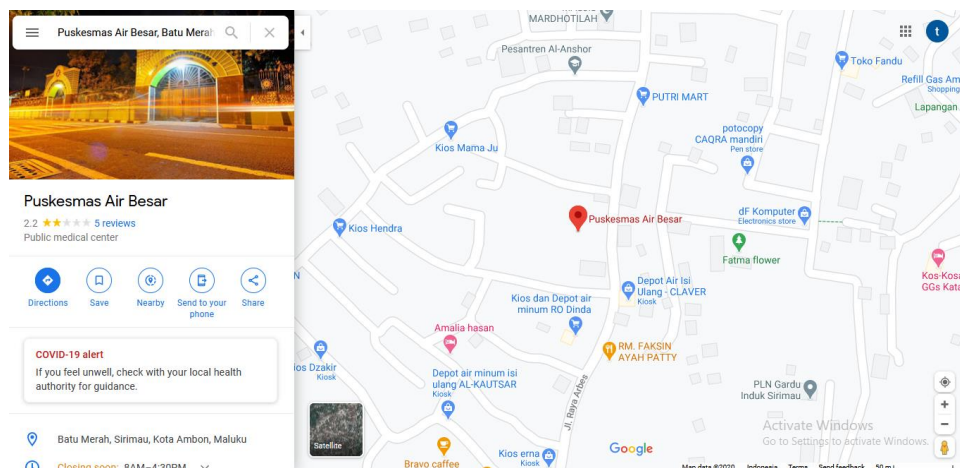 Puskesmas Air Besar, Batu Merah
Puskesmas Air Besar
2.2
5 reviews
Public medical center
Directions
Save
Nearby
Send to your
phone
Share
COVID-19 alert
If you feel unwell, check with your local health
authority for guidance.
Batu Merah, Sirimau, Kota Ambon, Maluku
Closing soon: 8AM–4:30PM
MARDHOTILAH
Pesantren Al-Anshor
t
Toko Fandu
Refill Gas Am
Shopping
Lapangan
PUTRI MART
potocopy
CAQRA mandiri
Pen store
Kios Mama Ju
Puskesmas Air Besar
dF Komputer
Electronics store
Kios Hendra
Fatma flower
Kos-Kosa
GGs Kata
N
Depot Air Isi
Ulang - CLAVER
Kiosk
Kios dan Depot air
minum RO Dinda
Amalia hasan
RM. FAKSIN
AYAH PATTY
ios Dzakir
Kiosk
Depot air minum isi
ulang AL-KAUTSAR
Kiosk
PLN Gardu
Induk Sirimau
Jl. Raya Arbes
Satellite
Activate Windows
Go to Settings to activate Windows.
Google
Kios erna
Kiosk
Bravo caffee
Map data ©2020
Indonesia
Terms
Send feedback
50 m